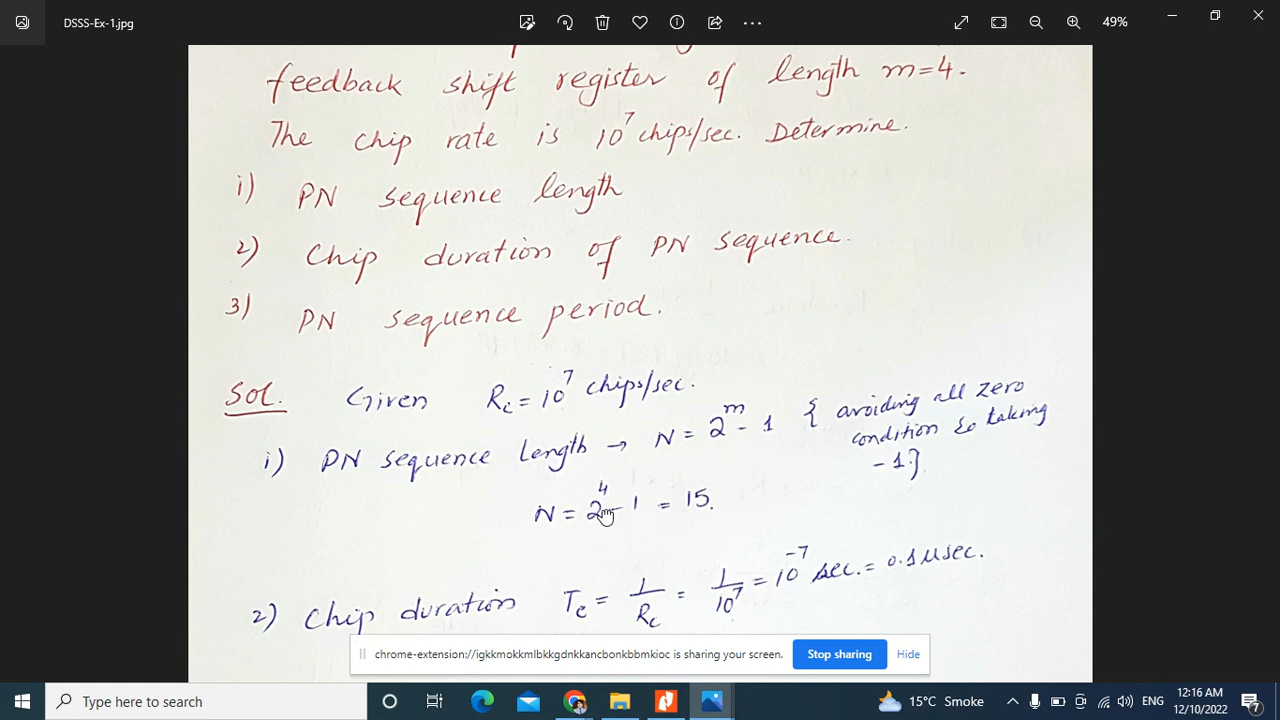 DSSS-Ex-1.jpg
49%
feedback shift register of length m=4.
The chip rate is 10⁷ chips/sec. Determine.
1) PN sequence length
2) Chip duration of PN sequence.
3) PN sequence period.
Sol. Given Rc = 10⁷ chips/sec.
1) PN sequence length → N = 2ᵐ - 1 { avoiding all zero
condition so taking
-1.}
N = 2⁴ - 1 = 15.
2) Chip duration Tc = 1/Rc = 1/10⁷ = 10⁻⁷ sec. = 0.1 μsec.
chrome-extension://igkkmokkmlbkkgdnkkancbonkbbmkioc is sharing your screen. Stop sharing Hide
Type here to search
15°C Smoke
ENG
12:16 AM
12/10/2022
7